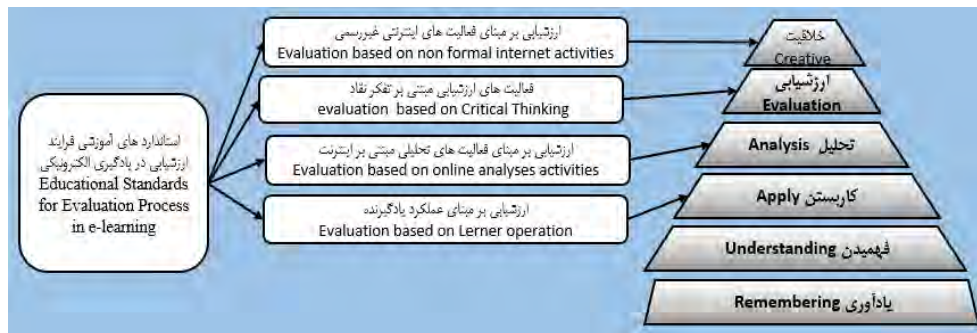 استاندارد های آموزشی فرایند
ارزشیابی در یادگیری الکترونیکی
Educational Standards
for Evaluation Process
in e-learning
ارزشیابی بر مبنای فعالیت های اینترنتی غیررسمی
Evaluation based on non formal internet activities
فعالیت های ارزشیابی مبتنی بر تفکر نقاد
evaluation based on Critical Thinking
ارزشیابی بر مبنای فعالیت های تحلیلی مبتنی بر اینترنت
Evaluation based on online analyses activities
ارزشیابی بر مبنای عملکرد یادگیرنده
Evaluation based on Lerner operation
خلاقیت
Creative
ارزشیابی
Evaluation
تحلیل Analysis
کاربستن Apply
فهمیدن Understanding
یادآوری Remembering